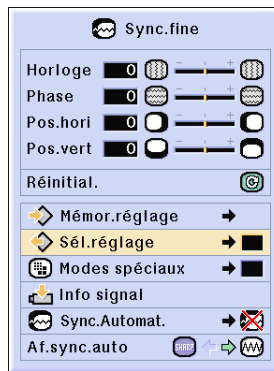 Sync.fine
Horloge 0 - +
Phase 0 - +
Pos.hori 0 - +
Pos.vert 0 - +
Réinitial.
Mémor.réglage
Sél.réglage
Modes spéciaux
Info signal
Sync.Automat.
Af.sync.auto SHARP